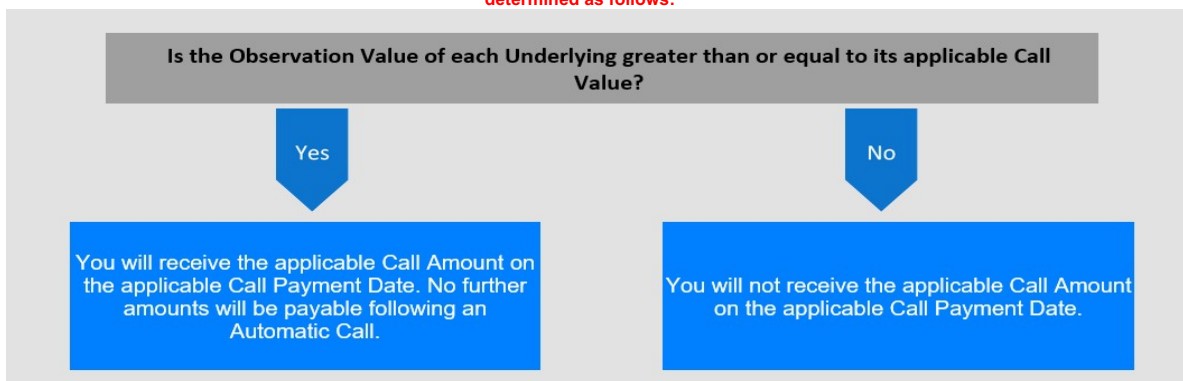 determined as follows:
Is the Observation Value of each Underlying greater than or equal to its applicable Call
Value?
Yes
No
You will receive the applicable Call Amount on
the applicable Call Payment Date. No further
amounts will be payable following an
Automatic Call.
You will not receive the applicable Call Amount
on the applicable Call Payment Date.